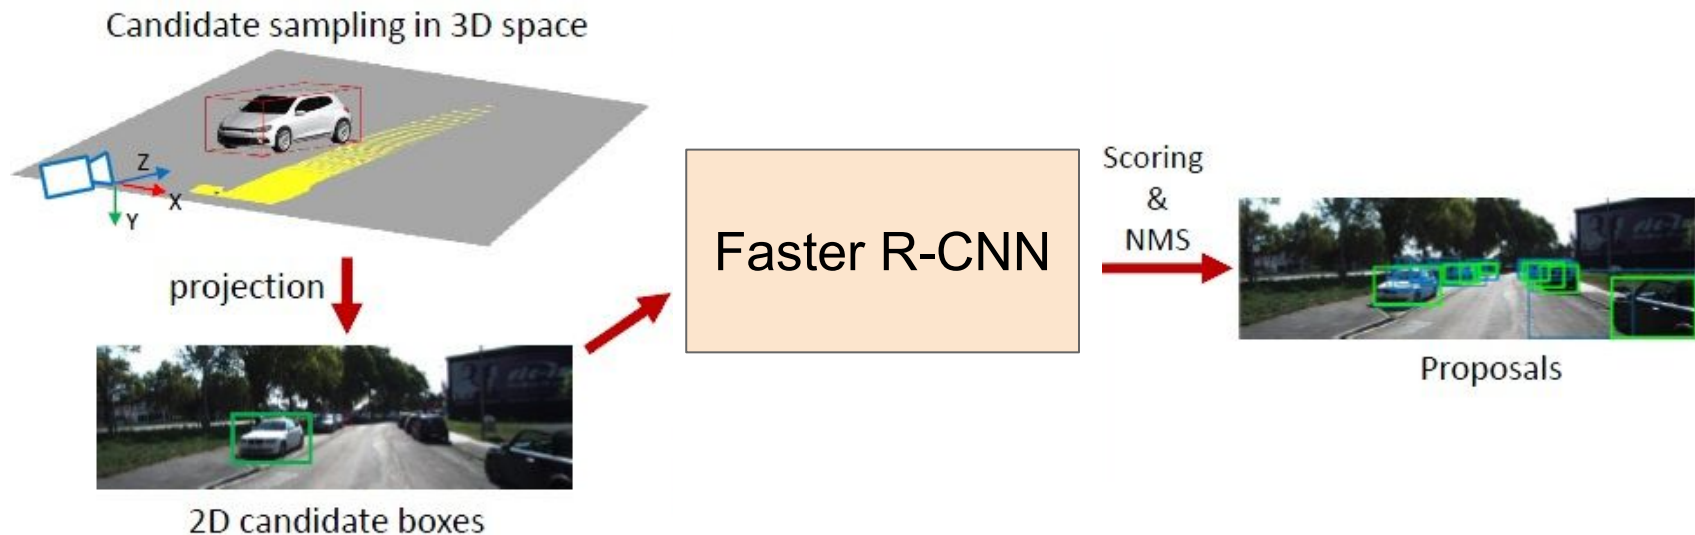 Candidate sampling in 3D space
Z
X
Y
projection
2D candidate boxes
Faster R-CNN
Scoring
&
NMS
Proposals